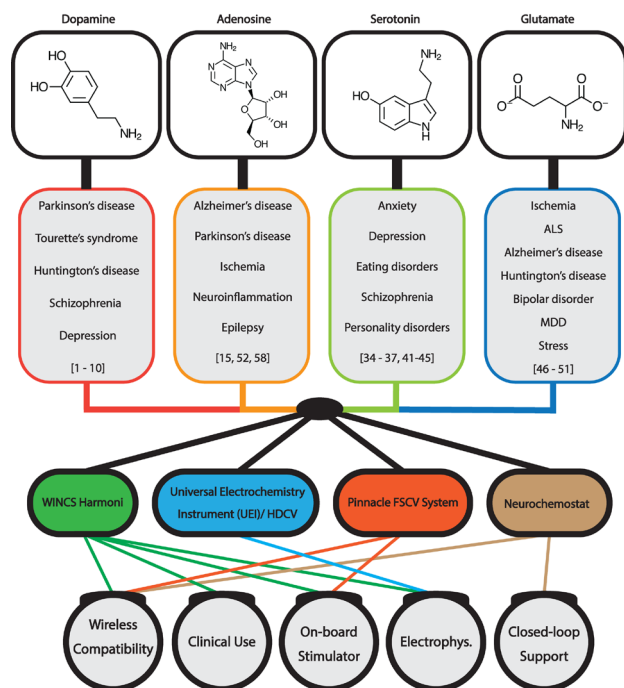 Dopamine
Adenosine
Serotonin
Glutamate
HO
HO
NH₂
NH₂
N
N
N
N
O
OH
OH
OH
NH₂
HO
N
H
O
O
O⁻
O⁻
NH₂
Parkinson's disease
Tourette's syndrome
Huntington's disease
Schizophrenia
Depression
[1 - 10]
Alzheimer's disease
Parkinson's disease
Ischemia
Neuroinflammation
Epilepsy
[15, 52, 58]
Anxiety
Depression
Eating disorders
Schizophrenia
Personality disorders
[34 - 37, 41-45]
Ischemia
ALS
Alzheimer's disease
Huntington's disease
Bipolar disorder
MDD
Stress
[46 - 51]
WINCS Harmoni
Universal Electrochemistry
Instrument (UEI)/ HDCV
Pinnacle FSCV System
Neurochemostat
Wireless
Compatibility
Clinical Use
On-board
Stimulator
Electrophys.
Closed-loop
Support